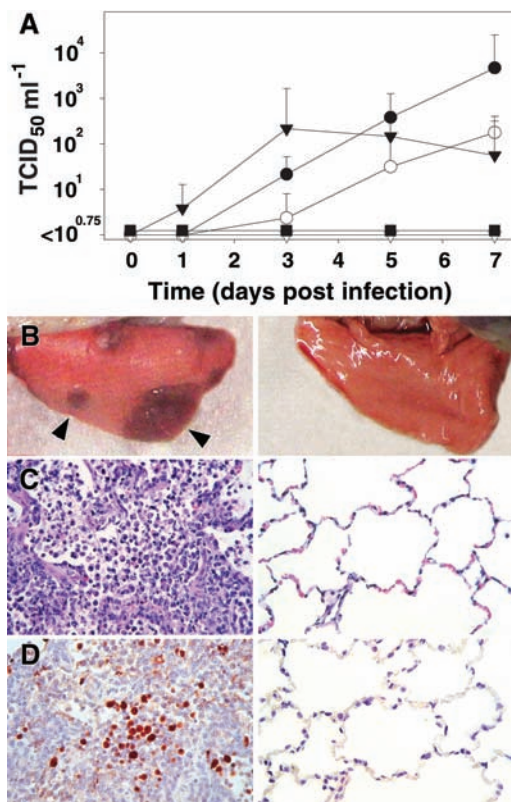 A
TCID50 ml-1
10^4
10^3
10^2
10^1
<10^0.75
0 1 2 3 4 5 6 7
Time (days post infection)
B
C
D